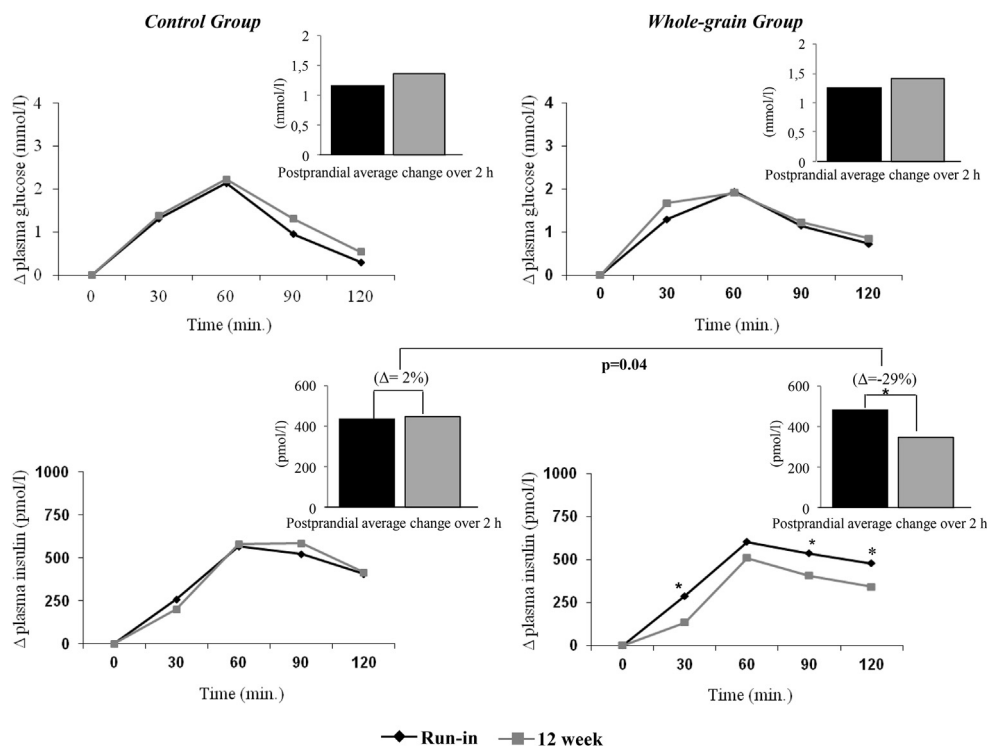 Control Group
2
1,5
1
0,5
0
(mmol/l)
Postprandial average change over 2 h
4
3
2
1
0
Δ plasma glucose (mmol/l)
0 30 60 90 120
Time (min.)
Whole-grain Group
2
1,5
1
0,5
0
(mmol/l)
Postprandial average change over 2 h
4
3
2
1
0
Δ plasma glucose (mmol/l)
0 30 60 90 120
Time (min.)
p=0.04
(Δ= 2%)
600
400
200
0
(pmol/l)
Postprandial average change over 2 h
1000
750
500
250
0
Δ plasma insulin (pmol/l)
0 30 60 90 120
Time (min.)
(Δ=-29%)
*
600
400
200
0
(pmol/l)
Postprandial average change over 2 h
1000
750
500
250
0
Δ plasma insulin (pmol/l)
* * *
0 30 60 90 120
Time (min.)
Run-in 12 week